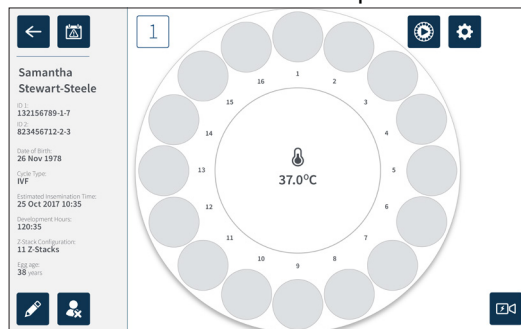 1
Samantha
Stewart-Steele
ID 1:
132156789-1-7
ID 2:
823456712-2-3
Date of Birth:
26 Nov 1978
Cycle Type:
IVF
Estimated Insemination Time:
25 Oct 2017 10:35
Development Hours:
120:35
Z-Stack Configuration:
11 Z-Stacks
Egg age:
38 years
1
2
3
4
5
6
7
8
9
10
11
12
13
14
15
16
37.0°C